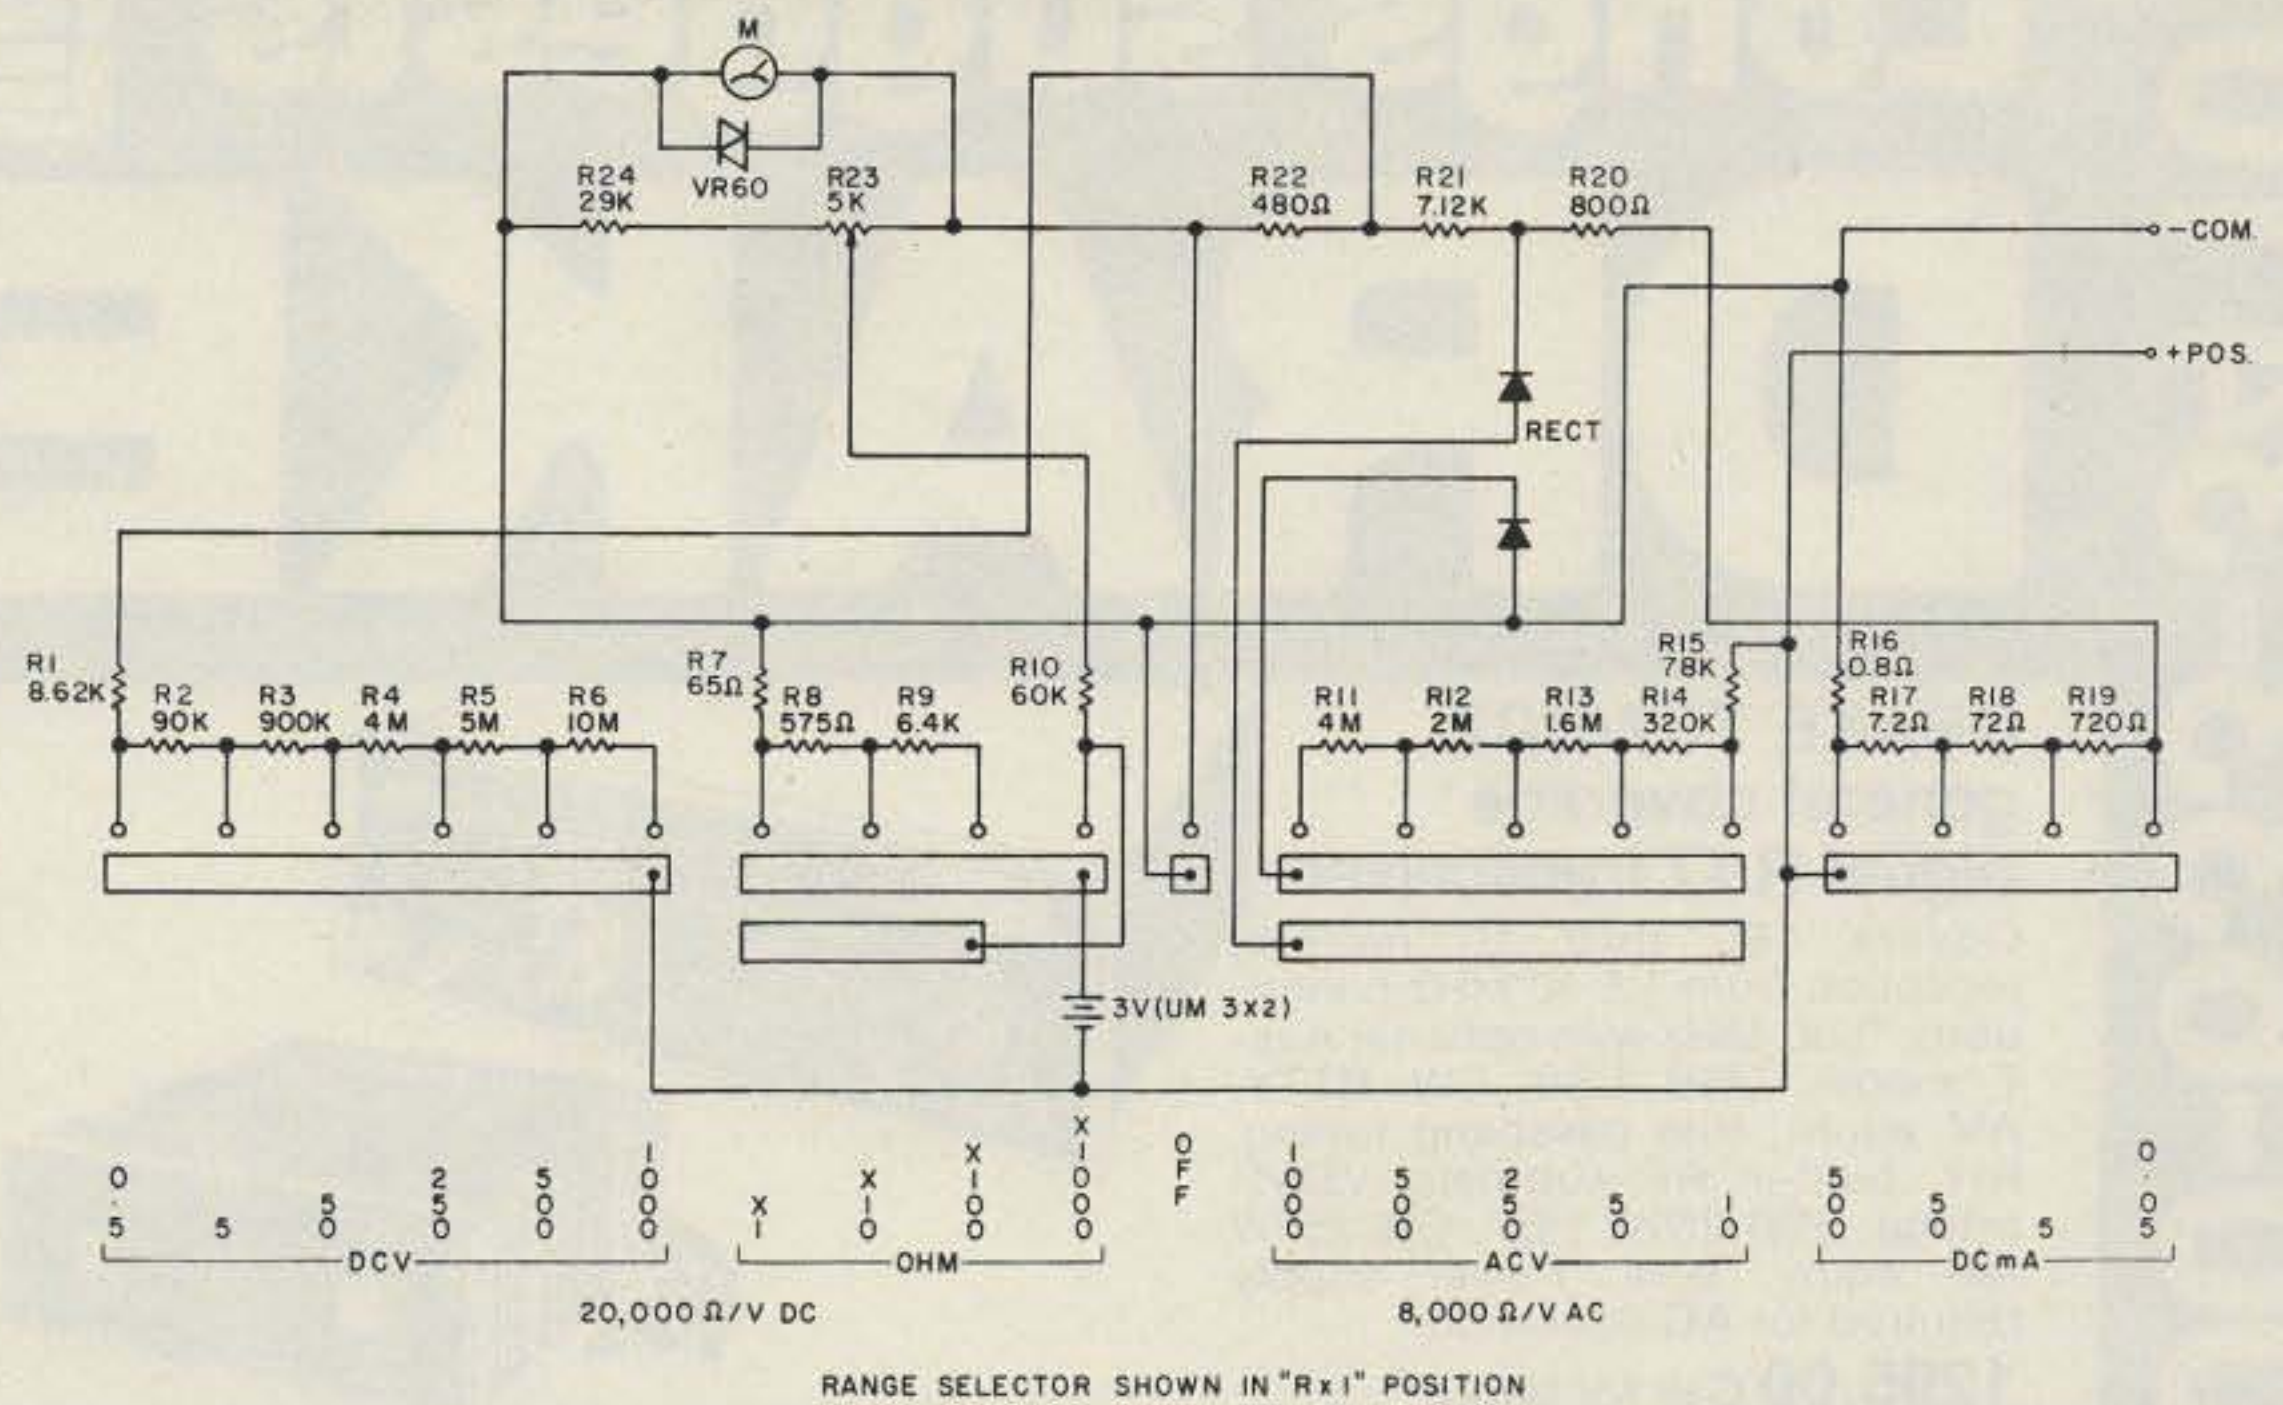 M
VR60
R24
29K
R23
5K
R22
480Ω
R21
7.12K
R20
800Ω
-COM.
+POS.
RECT
R1
8.62K
R2
90K
R3
900K
R4
4M
R5
5M
R6
10M
R7
65Ω
R8
575Ω
R9
6.4K
R10
60K
R11
4M
R12
2M
R13
1.6M
R14
320K
R15
78K
R16
0.8Ω
R17
7.2Ω
R18
72Ω
R19
720Ω
3V(UM 3x2)
0.5
5
50
250
500
1000
X1
X10
X100
X1000
OFF
1000
500
250
50
10
500
50
5
0.05
DCV
OHM
ACV
DCmA
20,000 Ω/V DC
8,000 Ω/V AC
RANGE SELECTOR SHOWN IN "Rx1" POSITION